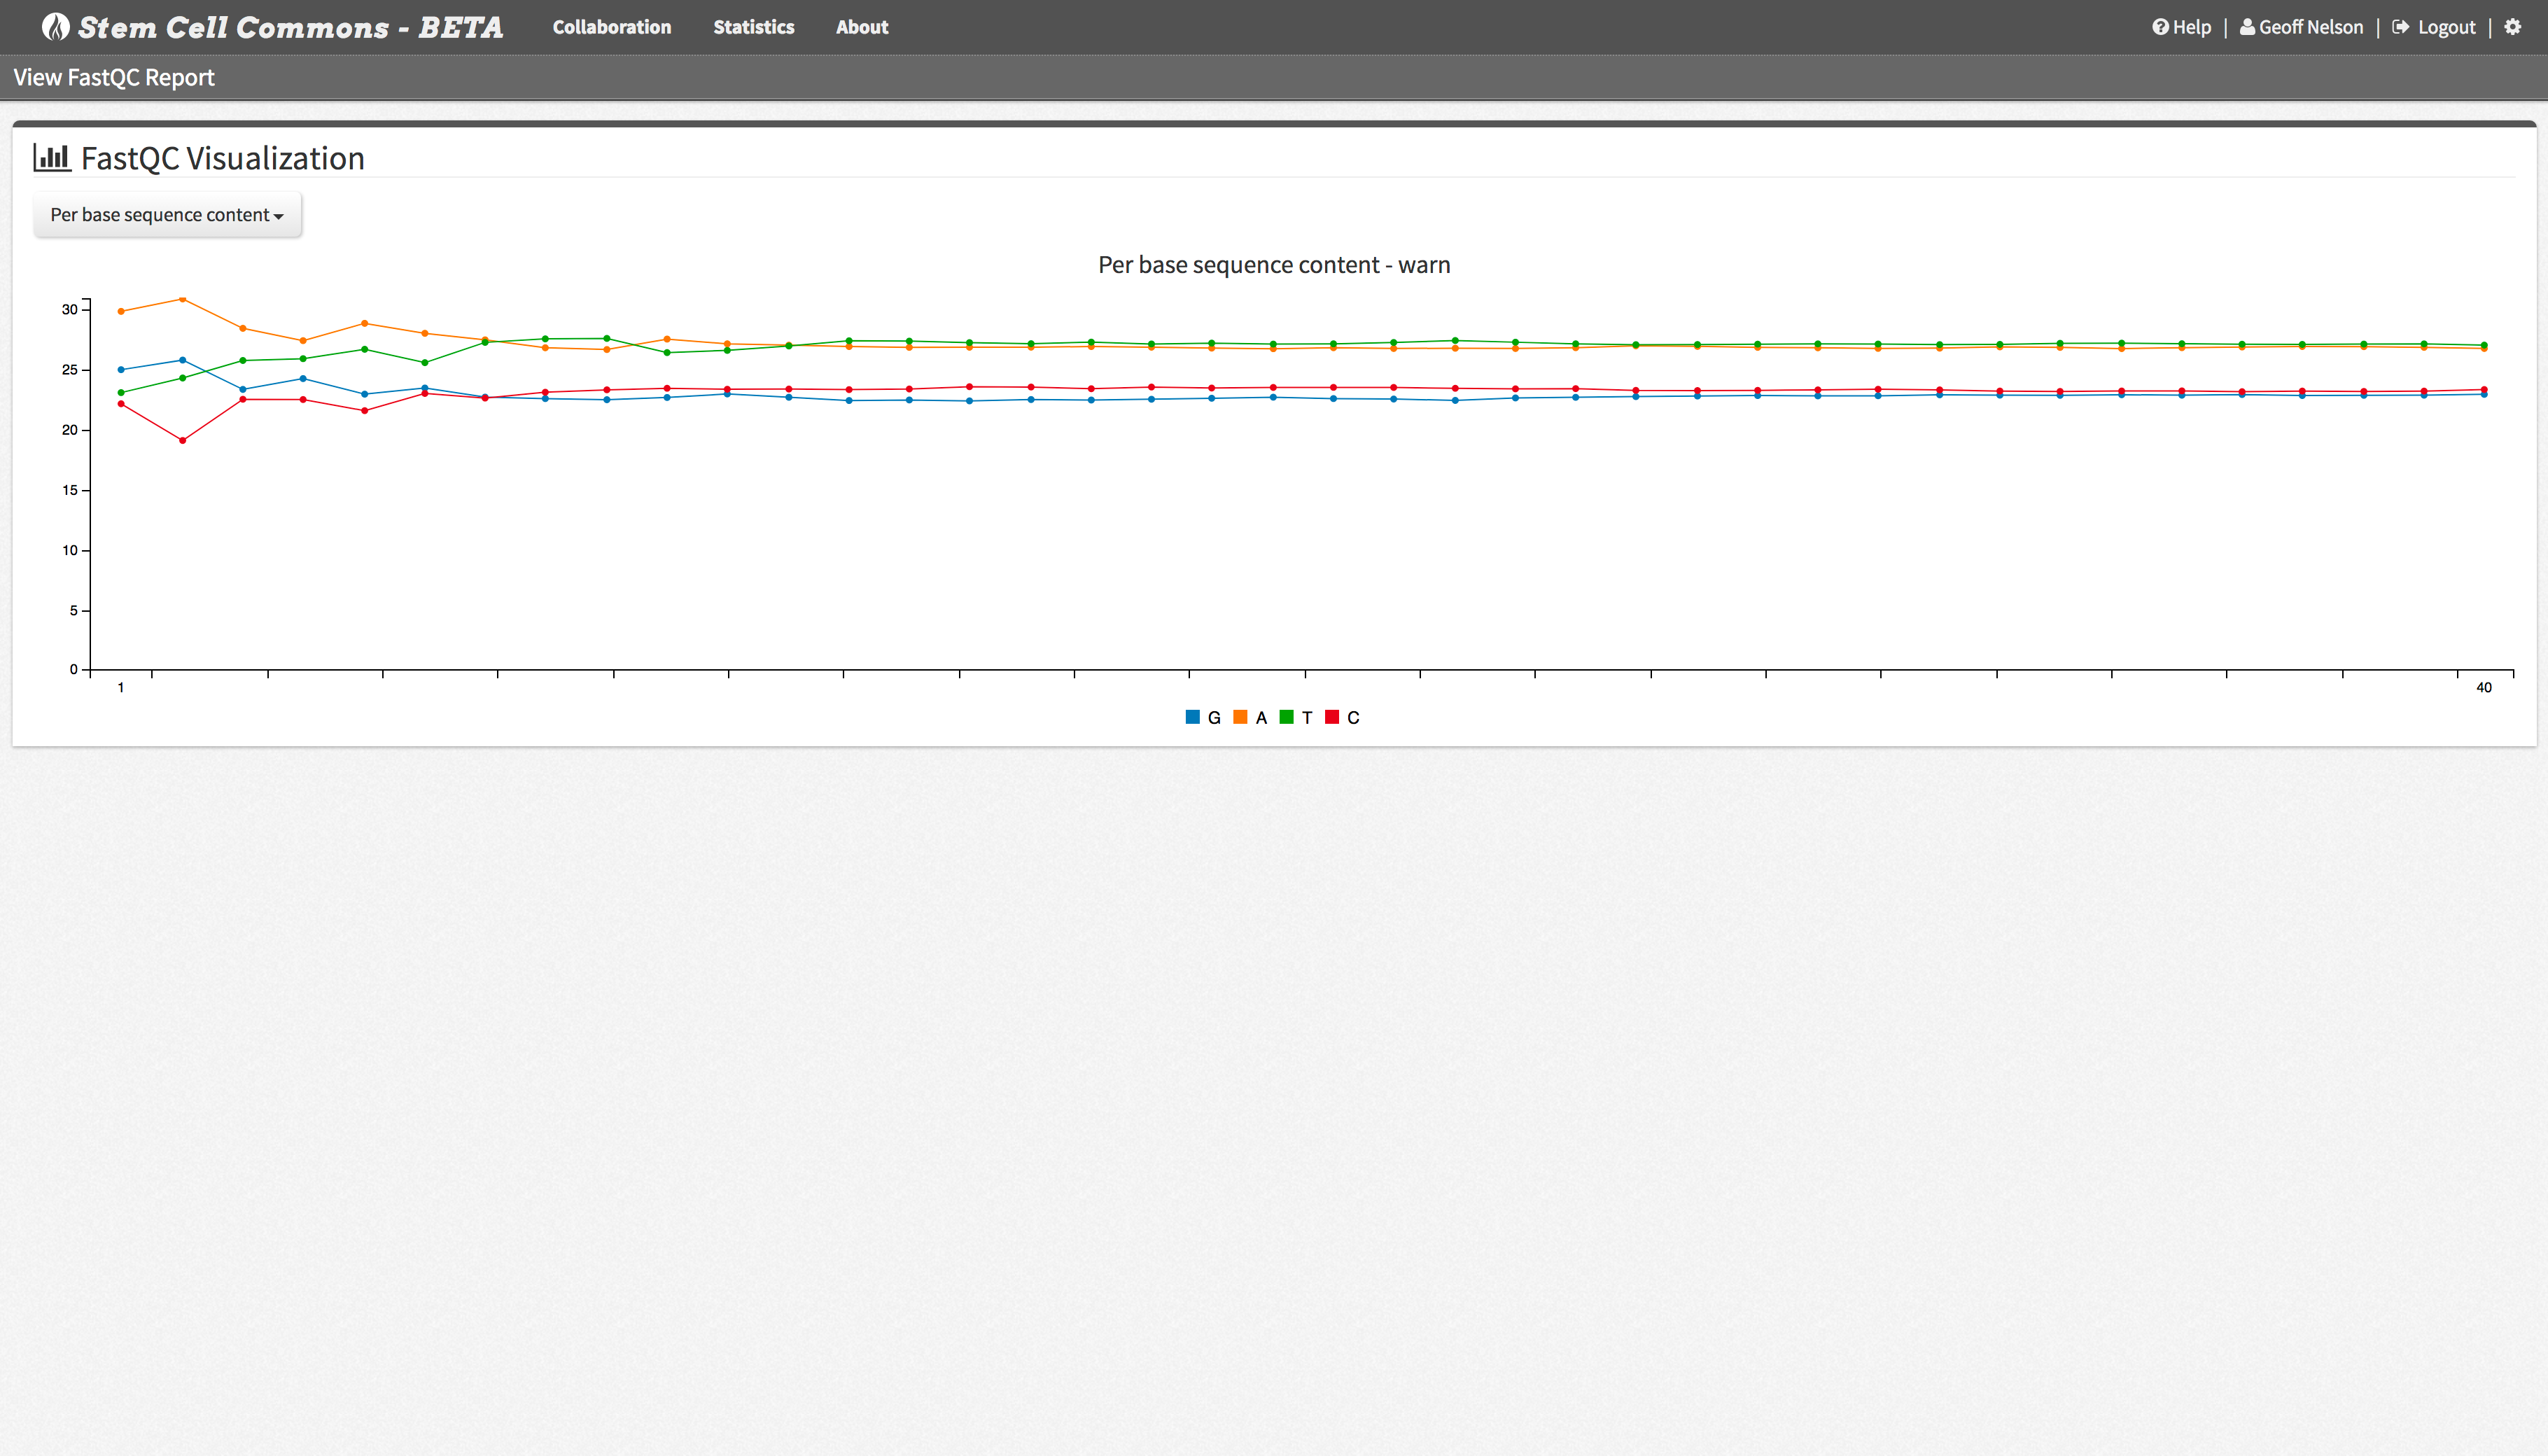 Stem Cell Commons - BETA Collaboration Statistics About Help | Geoff Nelson | Logout |
View FastQC Report
FastQC Visualization
Per base sequence content
Per base sequence content - warn
30
25
20
15
10
5
0
1 40
G A T C